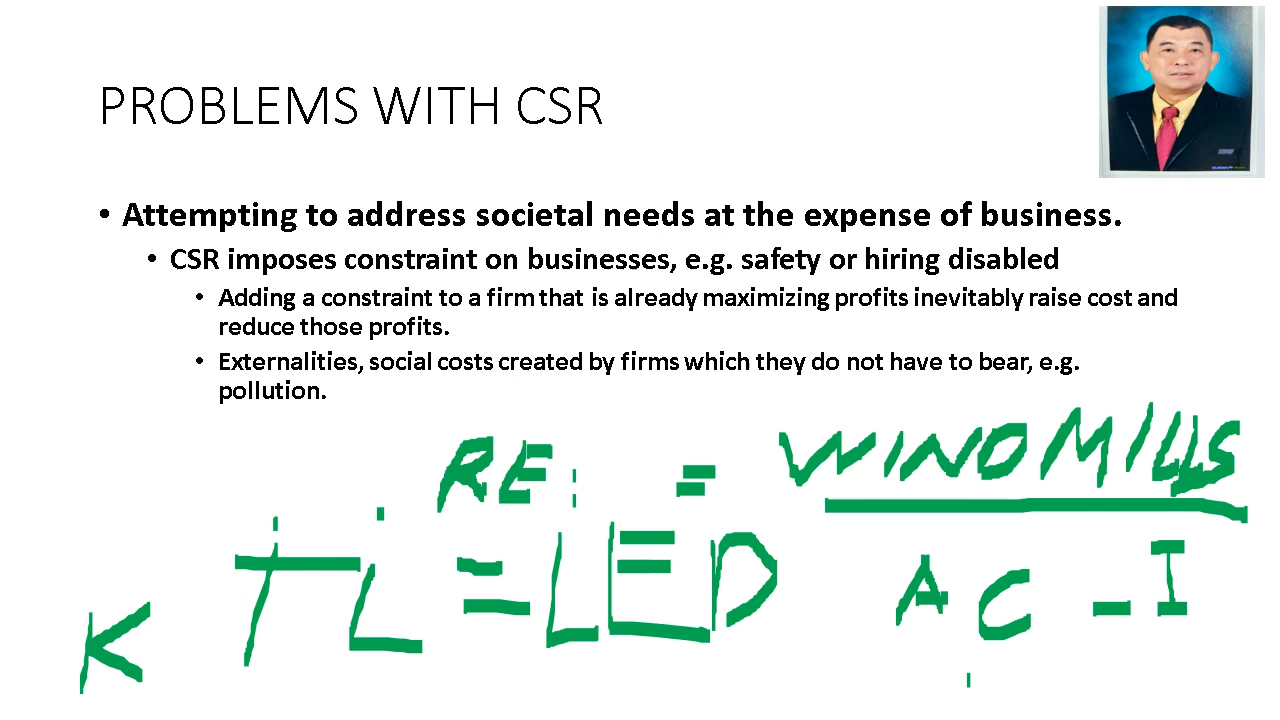 PROBLEMS WITH CSR
• Attempting to address societal needs at the expense of business.
• CSR imposes constraint on businesses, e.g. safety or hiring disabled
• Adding a constraint to a firm that is already maximizing profits inevitably raise cost and
reduce those profits.
• Externalities, social costs created by firms which they do not have to bear, e.g.
pollution.
RE = WINDMILLS
K TL = LED AC - I